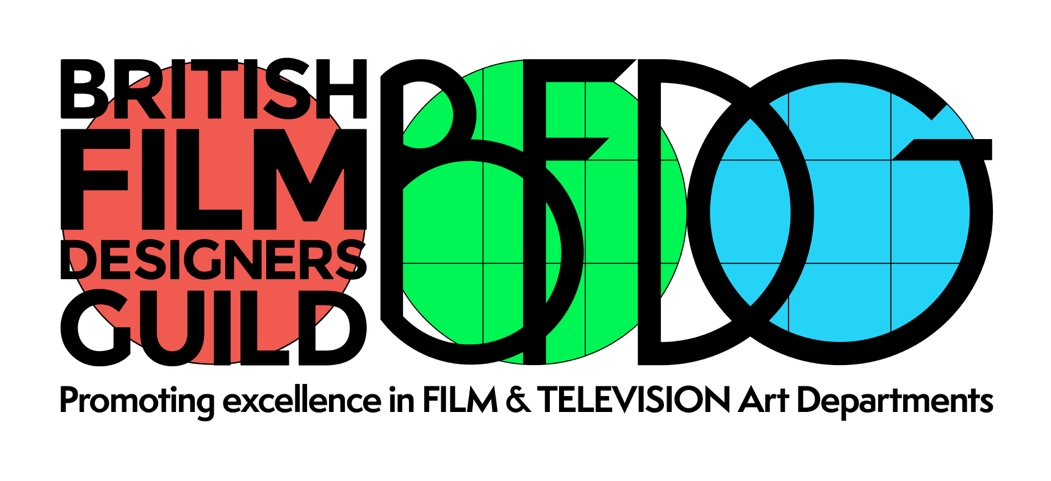 BRITISH
FILM
DESIGNERS
GUILD
BFDG
Promoting excellence in FILM & TELEVISION Art Departments